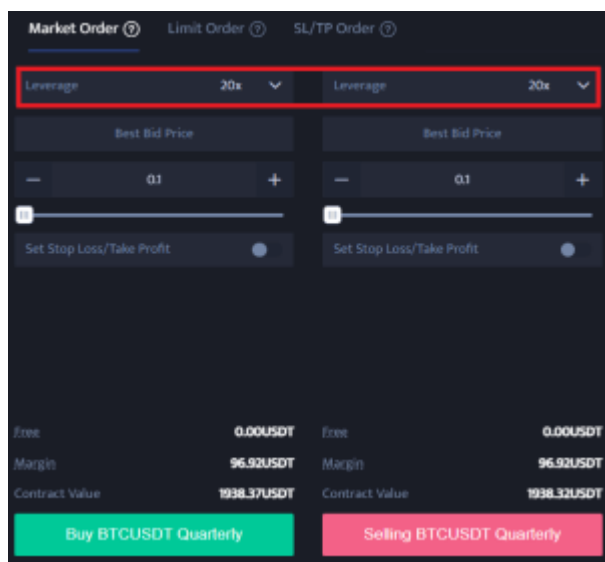 Market Order ? Limit Order ? SL/TP Order ?
Leverage 20x Leverage 20x
Best Bid Price Best Bid Price
— 0.1 + — 0.1 +
Set Stop Loss/Take Profit Set Stop Loss/Take Profit
Free 0.00USDT Free 0.00USDT
Margin 96.92USDT Margin 96.92USDT
Contract Value 1938.37USDT Contract Value 1938.32USDT
Buy BTCUSDT Quarterly Selling BTCUSDT Quarterly